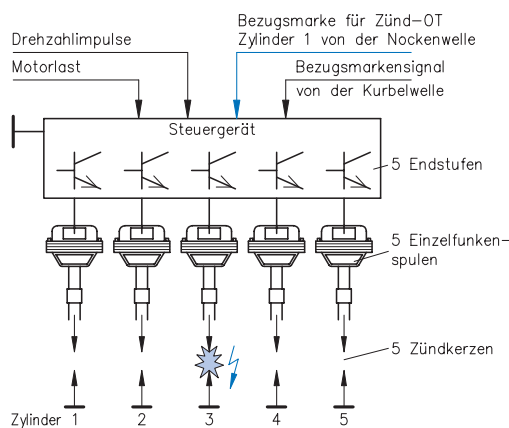 Bezugsmarke für Zünd-OT
Zylinder 1 von der Nockenwelle
Drehzahlimpulse
Motorlast
Bezugsmarkensignal
von der Kurbelwelle
Steuergerät
5 Endstufen
5 Einzelfunken-
spulen
5 Zündkerzen
Zylinder 1 2 3 4 5